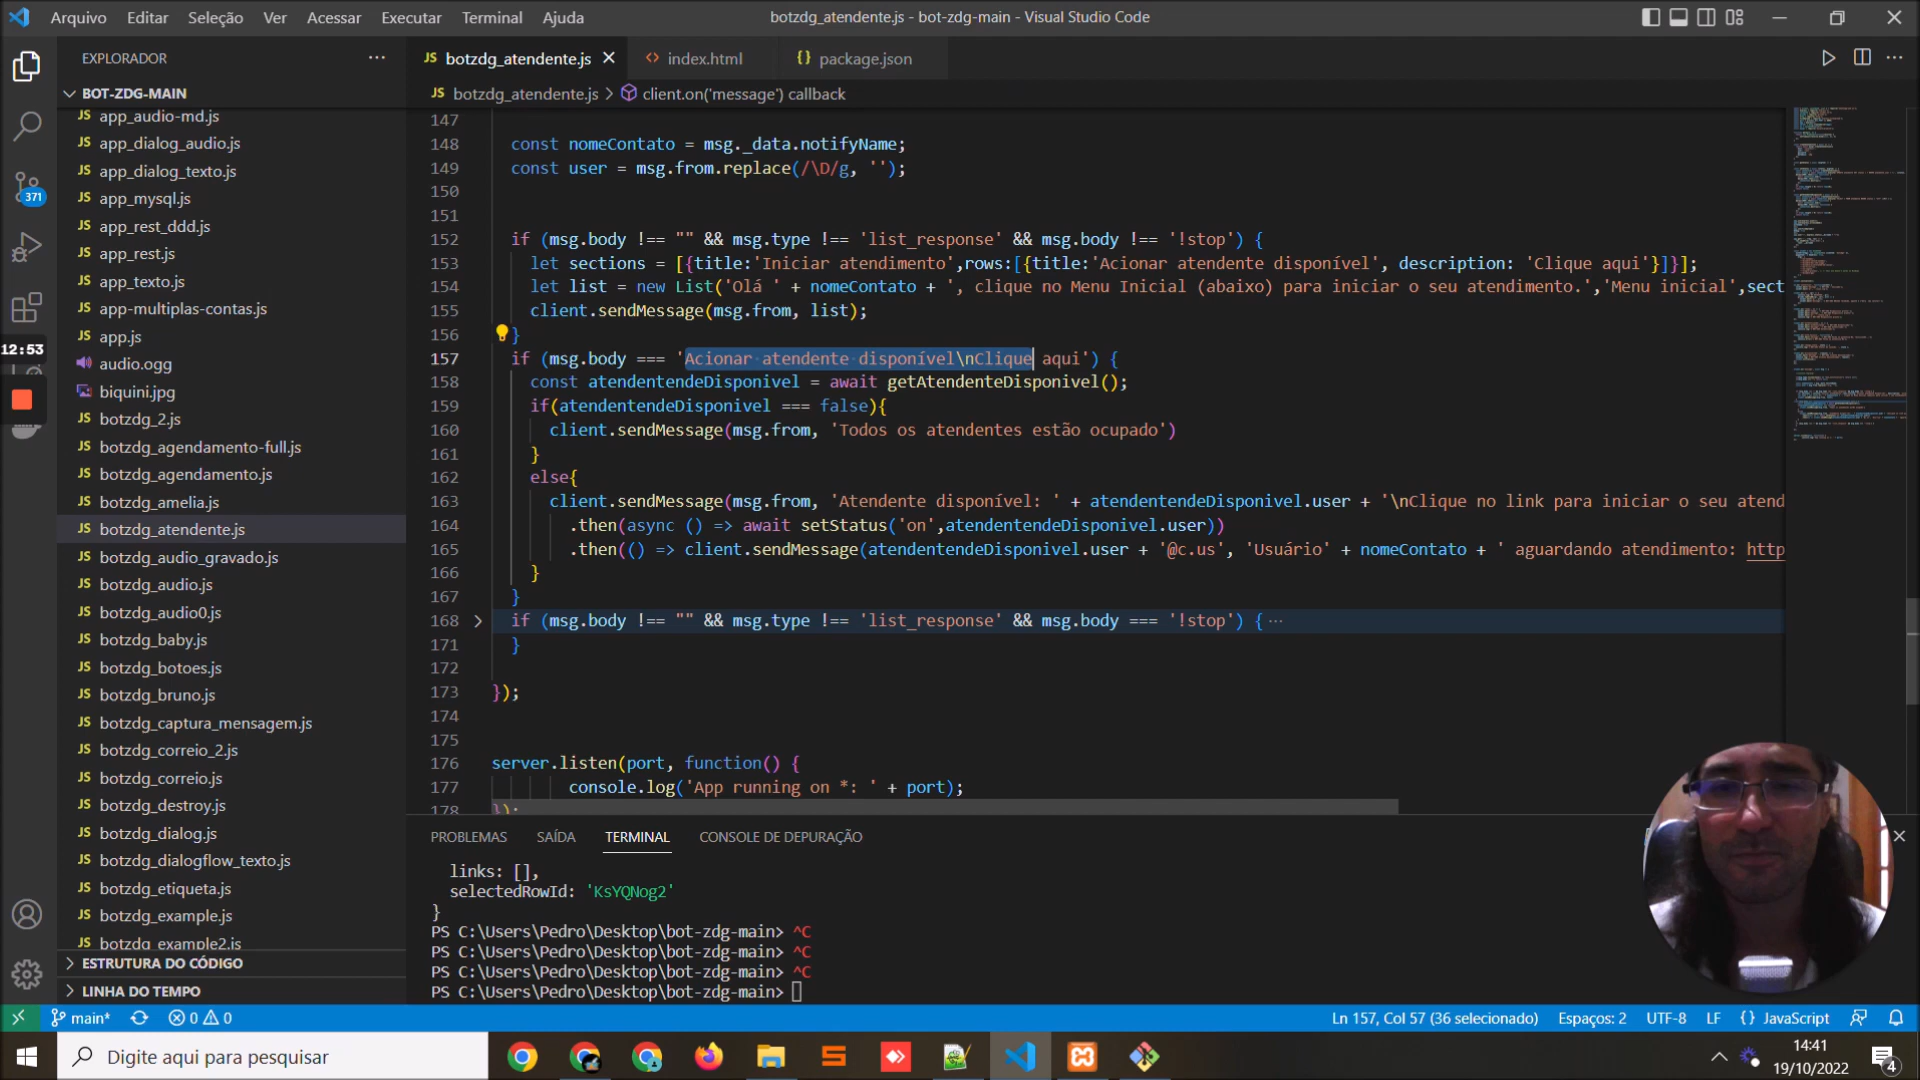 Arquivo Editar Seleção Ver Acessar Executar Terminal Ajuda
botzdg_atendente.js - bot-zdg-main - Visual Studio Code
EXPLORADOR
botzdg_atendente.js index.html package.json
BOT-ZDG-MAIN
botzdg_atendente.js > client.on('message') callback
app_audio-md.js
app_dialog_audio.js
app_dialog_texto.js
app_mysql.js
app_rest_ddd.js
app_rest.js
app_texto.js
app-multiplas-contas.js
app.js
audio.ogg
biquini.jpg
botzdg_2.js
botzdg_agendamento-full.js
botzdg_agendamento.js
botzdg_amelia.js
botzdg_atendente.js
botzdg_audio_gravado.js
botzdg_audio.js
botzdg_audio0.js
botzdg_baby.js
botzdg_botoes.js
botzdg_bruno.js
botzdg_captura_mensagem.js
botzdg_correio_2.js
botzdg_correio.js
botzdg_destroy.js
botzdg_dialog.js
botzdg_dialogflow_texto.js
botzdg_etiqueta.js
botzdg_example.js
botzdg_example2.js
ESTRUTURA DO CÓDIGO
LINHA DO TEMPO
371
12:53
147
148 const nomeContato = msg._data.notifyName;
149 const user = msg.from.replace(/\D/g, '');
150
151
152 if (msg.body !== "" && msg.type !== 'list_response' && msg.body !== '!stop') {
153 let sections = [{title:'Iniciar atendimento',rows:[{title:'Acionar atendente disponível', description: 'Clique aqui'}]}];
154 let list = new List('Olá ' + nomeContato + ', clique no Menu Inicial (abaixo) para iniciar o seu atendimento.','Menu inicial',sect
155 client.sendMessage(msg.from, list);
156 }
157 if (msg.body === 'Acionar atendente disponível\nClique aqui') {
158 const atendentendeDisponivel = await getAtendenteDisponivel();
159 if(atendentendeDisponivel === false){
160 client.sendMessage(msg.from, 'Todos os atendentes estão ocupado')
161 }
162 else{
163 client.sendMessage(msg.from, 'Atendente disponível: ' + atendentendeDisponivel.user + '\nClique no link para iniciar o seu atend
164 .then(async () => await setStatus('on',atendentendeDisponivel.user))
165 .then(() => client.sendMessage(atendentendeDisponivel.user + '@c.us', 'Usuário' + nomeContato + ' aguardando atendimento: http
166 }
167 }
168 if (msg.body !== "" && msg.type !== 'list_response' && msg.body === '!stop') { ···
171 }
172
173 });
174
175
176 server.listen(port, function() {
177 console.log('App running on *: ' + port);
178 });
PROBLEMAS SAÍDA TERMINAL CONSOLE DE DEPURAÇÃO
links: [],
selectedRowId: 'KsYQNog2'
}
PS C:\Users\Pedro\Desktop\bot-zdg-main> ^C
PS C:\Users\Pedro\Desktop\bot-zdg-main> ^C
PS C:\Users\Pedro\Desktop\bot-zdg-main> ^C
PS C:\Users\Pedro\Desktop\bot-zdg-main>
main* 0 0 Ln 157, Col 57 (36 selecionado) Espaços: 2 UTF-8 LF {} JavaScript
Digite aqui para pesquisar
14:41
19/10/2022
4